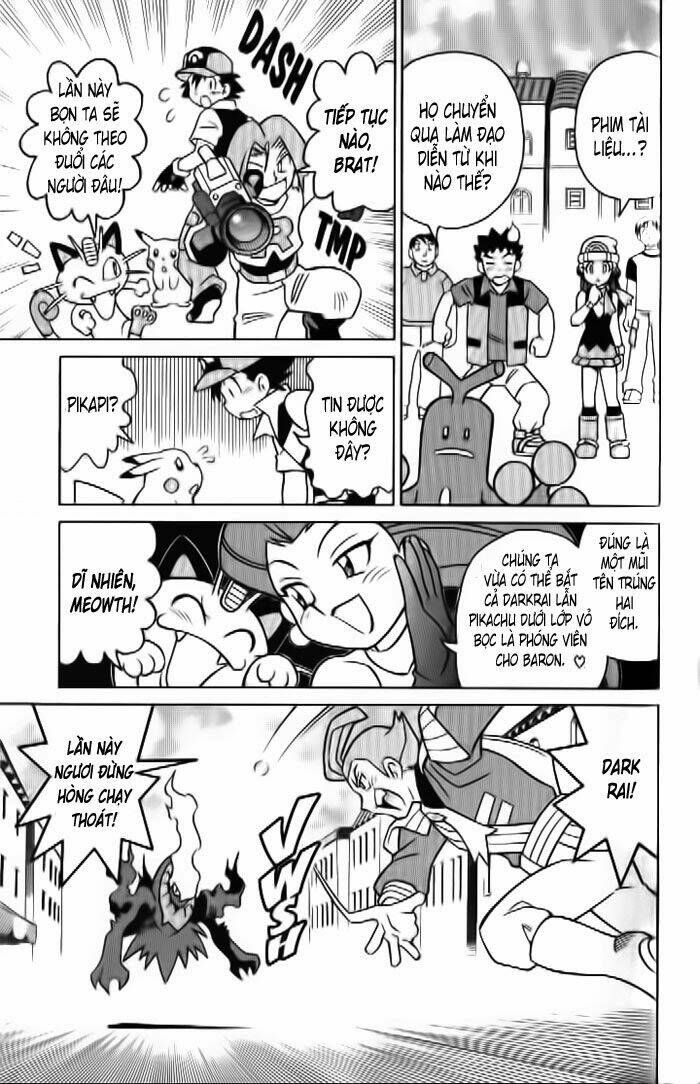 PHIM TÀI
LIỆU...?
HỌ CHUYỂN
QUA LÀM ĐẠO
DIỄN TỪ KHI
NÀO THẾ?
DASH
TIẾP TỤC
NÀO,
BRAT!
TMP
LẦN NÀY
BỌN TA SẼ
KHÔNG THEO
ĐUỔI CÁC
NGƯỜI ĐÂU!
TIN ĐƯỢC
KHÔNG
ĐÂY?
PIKAPI?
ĐÚNG LÀ
MỘT MŨI
TÊN TRÚNG
HAI
ĐÍCH.
CHÚNG TA
VỪA CÓ THỂ BẮT
CẢ DARKRAI LẪN
PIKACHU DƯỚI LỚP VỎ
BỌC LÀ PHÓNG VIÊN
CHO BARON. ♡
DĨ NHIÊN,
MEOWTH!
DARK
RAI!
VWSH
LẦN NÀY
NGƯƠI ĐỪNG
HÒNG CHẠY
THOÁT!